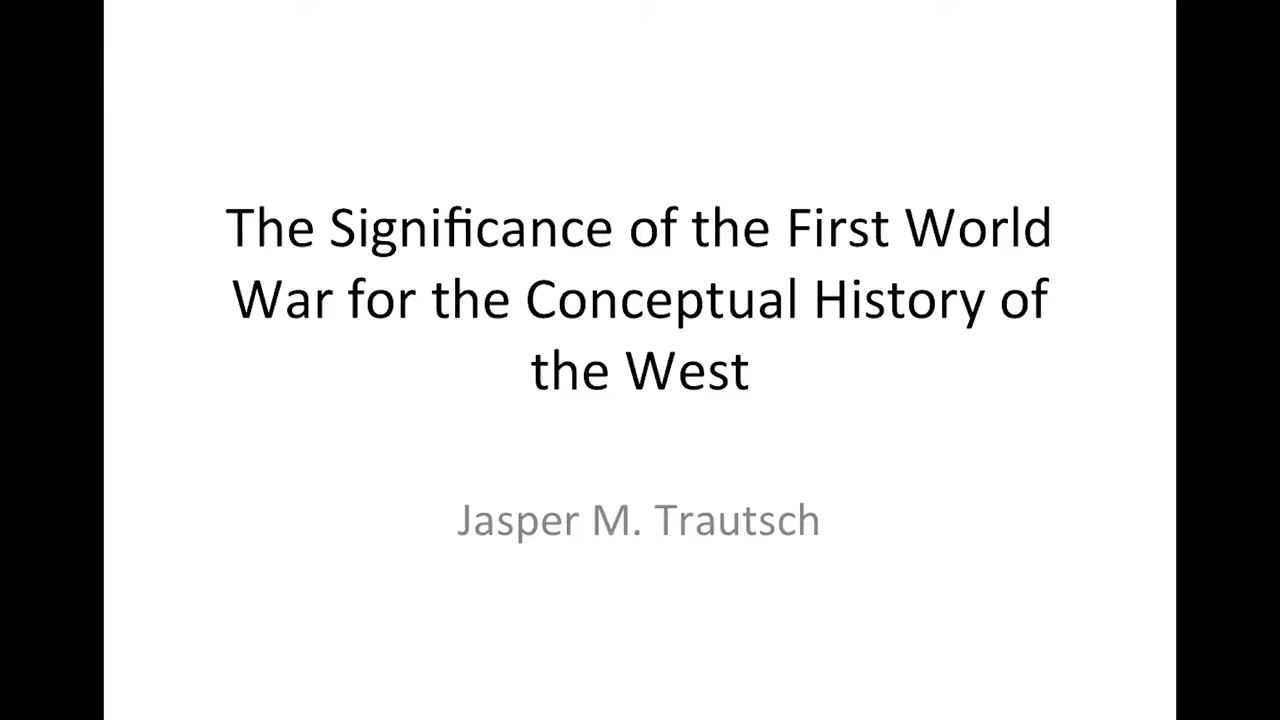 The Significance of the First World
War for the Conceptual History of
the West
Jasper M. Trautsch